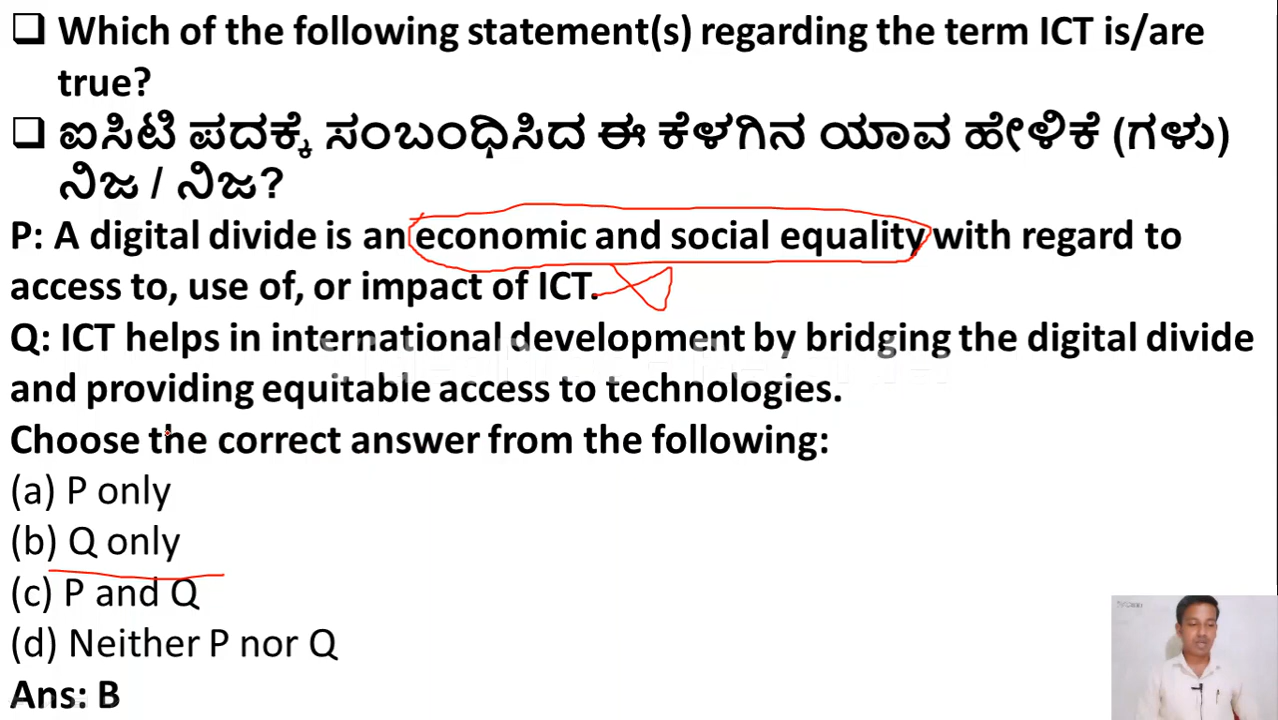 Which of the following statement(s) regarding the term ICT is/are
true?
ಐಸಿಟಿ ಪದಕ್ಕೆ ಸಂಬಂಧಿಸಿದ ಈ ಕೆಳಗಿನ ಯಾವ ಹೇಳಿಕೆ (ಗಳು)
ನಿಜ / ನಿಜ?
P: A digital divide is an economic and social equality with regard to
access to, use of, or impact of ICT.
Q: ICT helps in international development by bridging the digital divide
and providing equitable access to technologies.
Choose the correct answer from the following:
(a) P only
(b) Q only
(c) P and Q
(d) Neither P nor Q
Ans: B